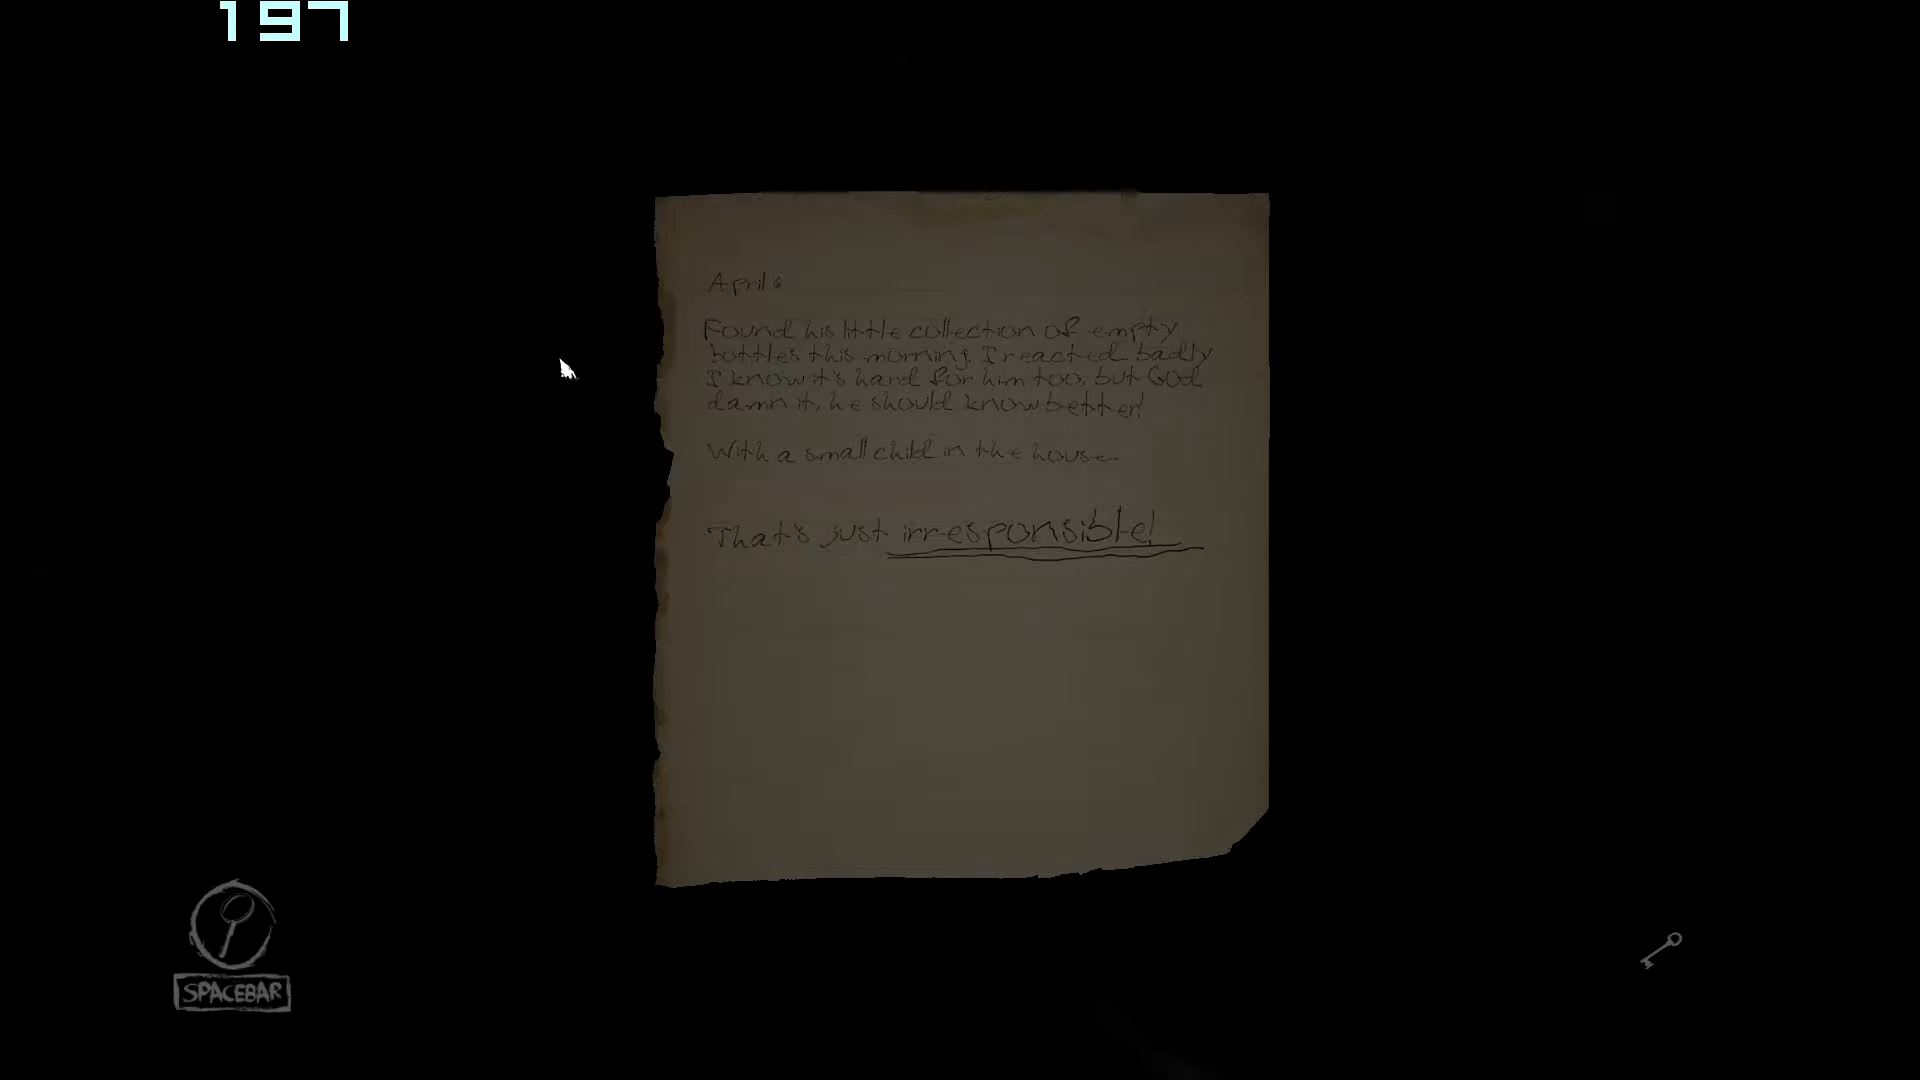 197
April 6
Found his little collection of empty
bottles this morning. I reacted badly
I know it's hard for him too, but God
damn it, he should know better!
With a small child in the house
That's just irresponsible!
SPACEBAR